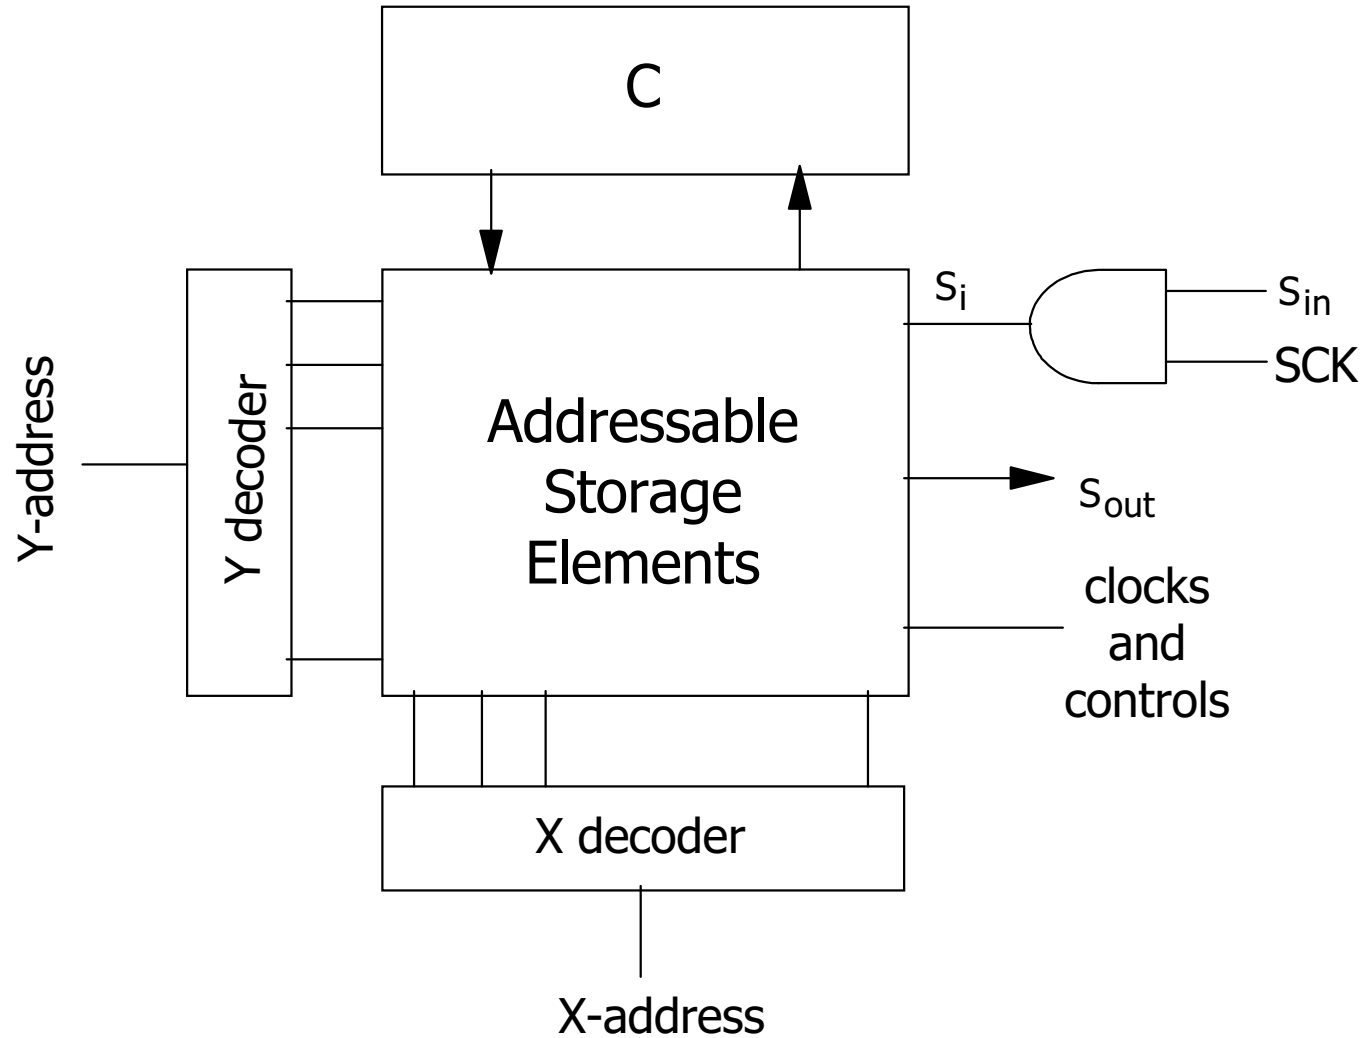 C
Si
Sin
SCK
Y-address
Y decoder
Addressable
Storage
Elements
Sout
clocks
and
controls
X decoder
X-address